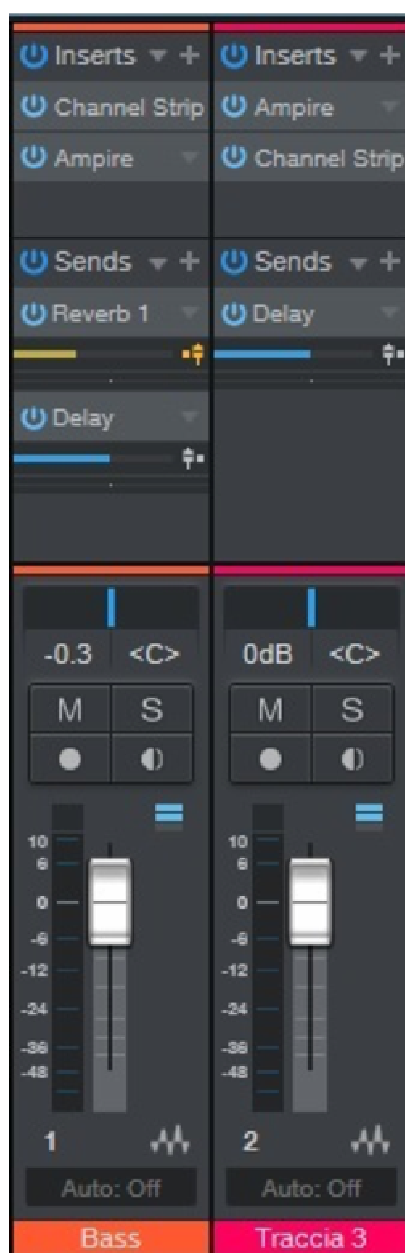 Inserts
Channel Strip
Ampire
Sends
Reverb 1
Delay
-0.3 <C>
M S
10
6
0
-6
-12
-24
-36
-48
1
Auto: Off
Bass
Inserts
Ampire
Channel Strip
Sends
Delay
0dB <C>
M S
10
6
0
-6
-12
-24
-36
-48
2
Auto: Off
Traccia 3